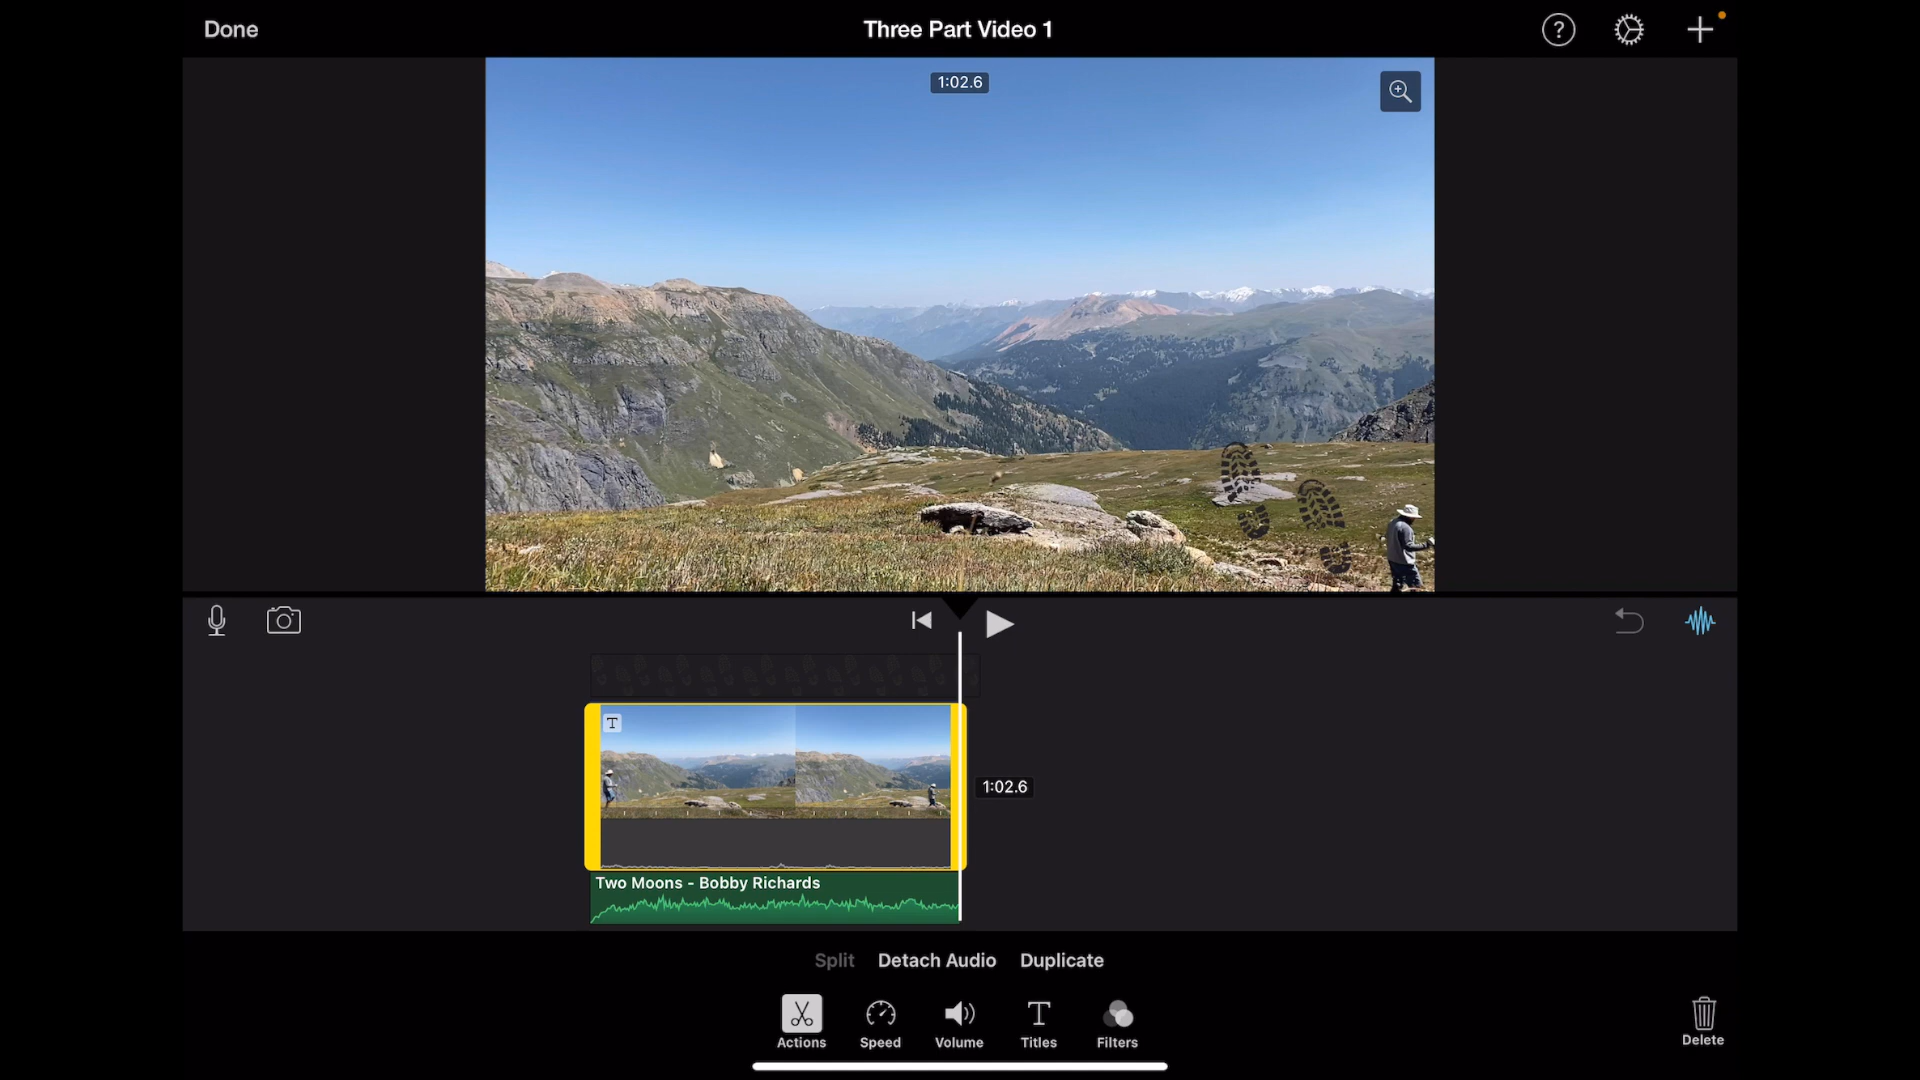 Done
Three Part Video 1
?
1:02.6
T
1:02.6
Two Moons - Bobby Richards
Split
Detach Audio
Duplicate
Actions
Speed
Volume
Titles
Filters
Delete